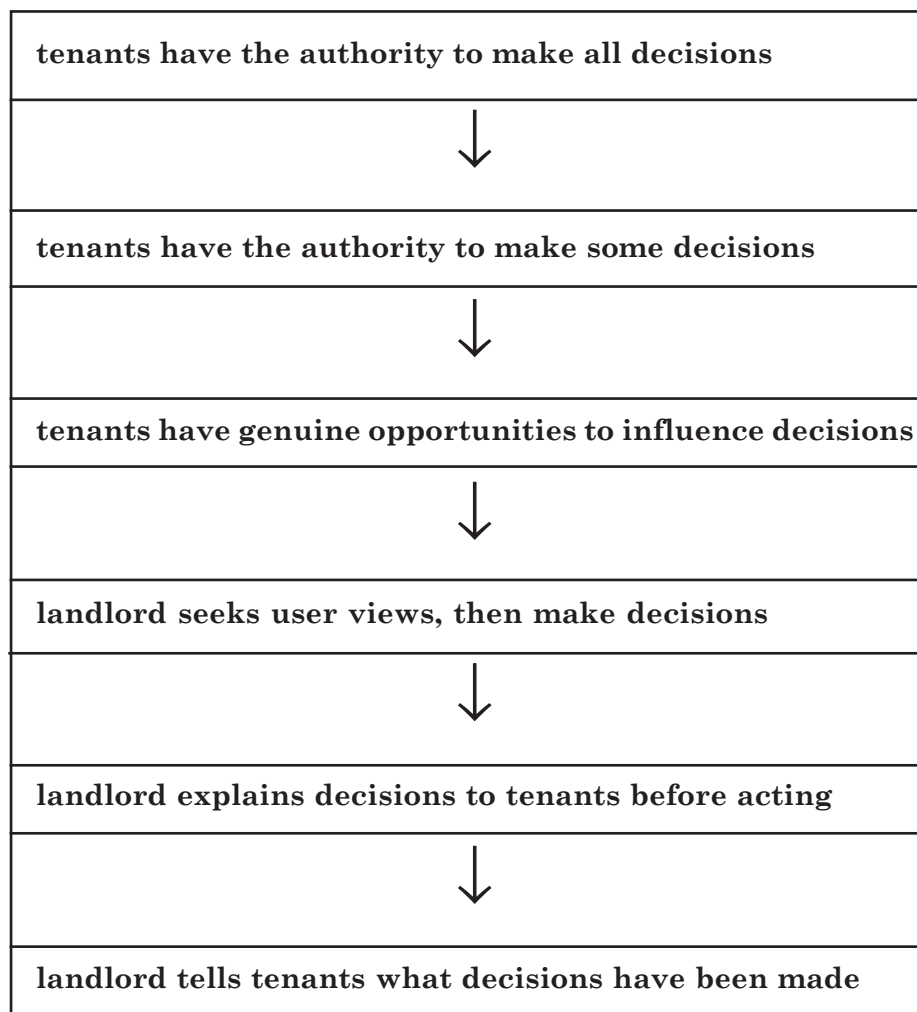 tenants have the authority to make all decisions
tenants have the authority to make some decisions
tenants have genuine opportunities to influence decisions
landlord seeks user views, then make decisions
landlord explains decisions to tenants before acting
landlord tells tenants what decisions have been made